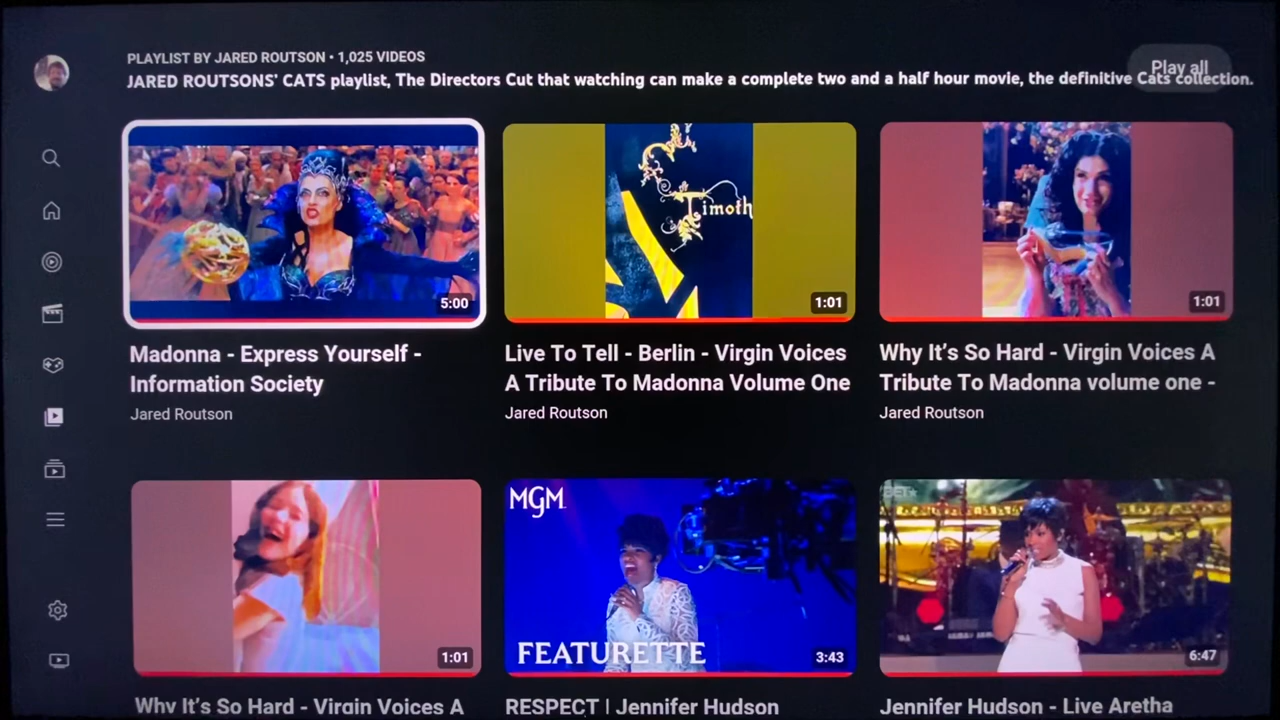 PLAYLIST BY JARED ROUTSON • 1,025 VIDEOS
JARED ROUTSONS' CATS playlist, The Directors Cut that watching can make a complete two and a half hour movie, the definitive Cats collection.
Play all
5:00
Timoth
1:01
1:01
Madonna - Express Yourself -
Information Society
Jared Routson
Live To Tell - Berlin - Virgin Voices
A Tribute To Madonna Volume One
Jared Routson
Why It's So Hard - Virgin Voices A
Tribute To Madonna volume one -
Jared Routson
1:01
MGM
FEATURETTE
3:43
BET★
6:47
Why It's So Hard - Virgin Voices A
RESPECT | Jennifer Hudson
Jennifer Hudson - Live Aretha